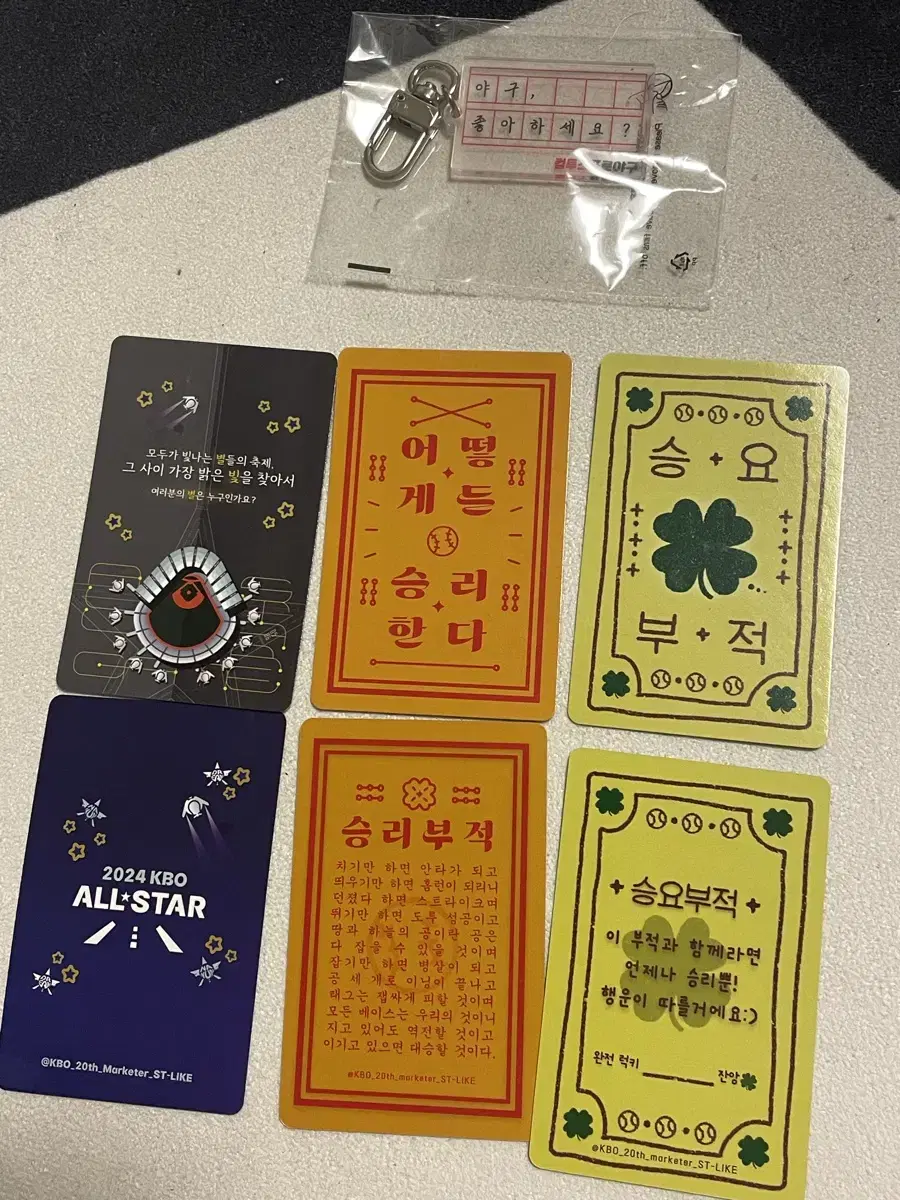 야구,
좋아하세요?
컴투스프로야구
모두가 빛나는 별들의 축제,
그 사이 가장 밝은 빛을 찾아서
여러분의 별은 누구인가요?
어떻
게든
승리
한다
승요
부적
2024 KBO
ALL★STAR
@KBO_20th_Marketer_ST-LIKE
승리부적
치기만 하면 안타가 되고
띄우기만 하면 홈런이 되리니
던졌다 하면 스트라이크며
뛰기만 하면 도루 성공이고
땅과 하늘의 공이란 공은
다 잡을 수 있을 것이며
잡기만 하면 병살이 되고
공 세 개로 이닝이 끝나고
태그는 잽싸게 피할 것이며
모든 베이스는 우리의 것이니
지고 있어도 역전할 것이고
이기고 있으면 대승할 것이다.
@KBO_20th_marketer_ST-LIKE
승요부적
이 부적과 함께라면
언제나 승리뿐!
행운이 따를거에요:)
완전 럭키 ______ 잔앙
@KBO_20th_marketer_ST-LIKE